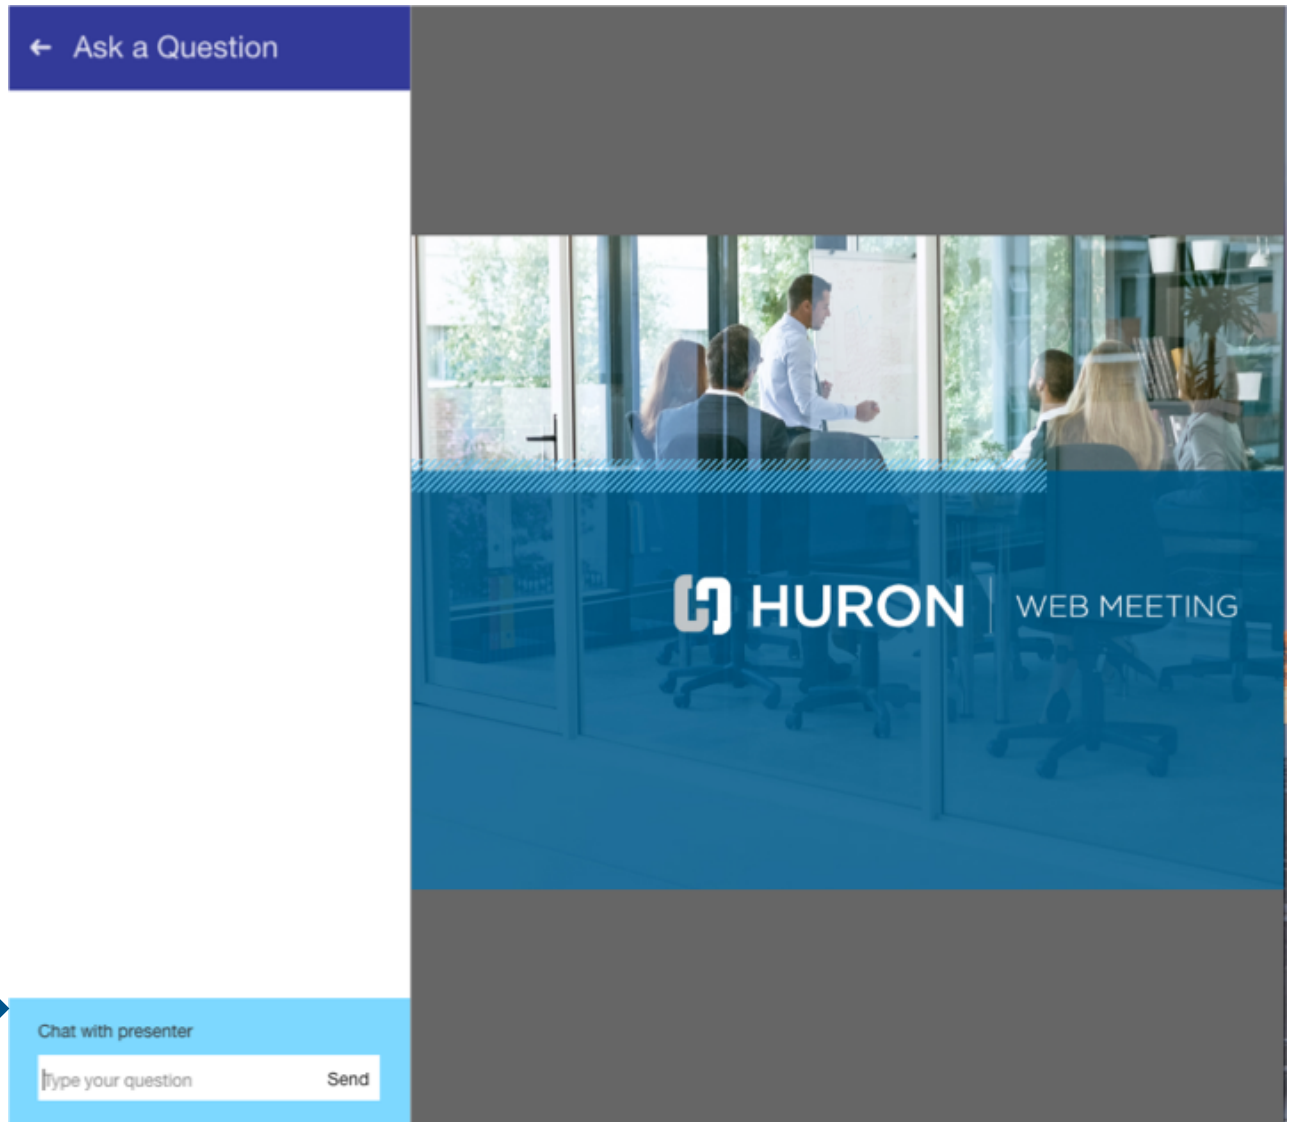 Ask a Question
HURON | WEB MEETING
Chat with presenter
Type your question
Send